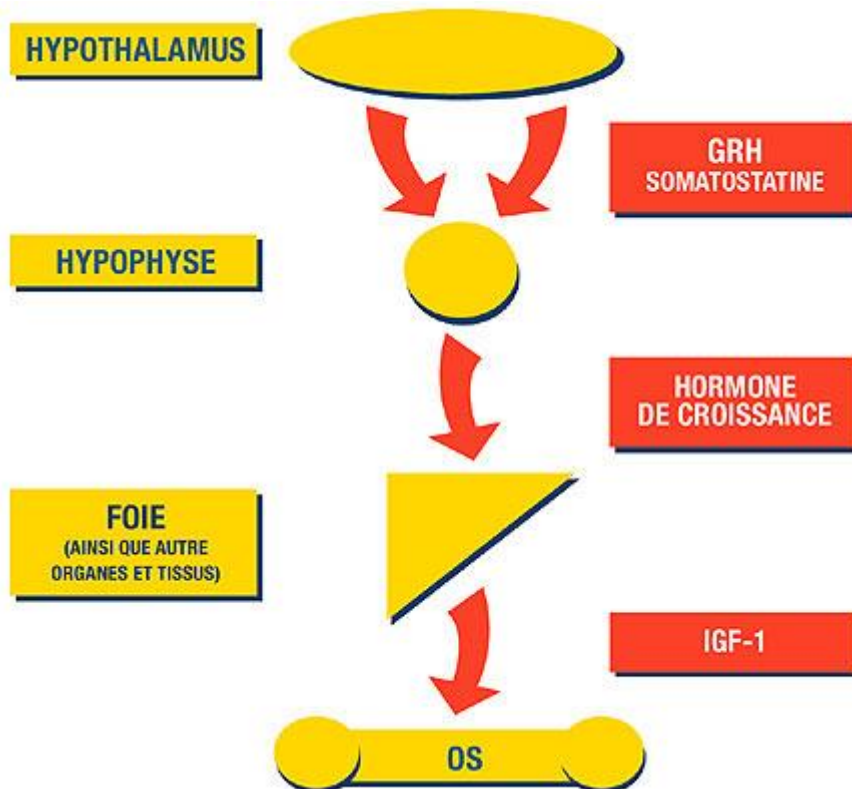 HYPOTHALAMUS
GRH
SOMATOSTATINE
HYPOPHYSE
HORMONE
DE CROISSANCE
FOIE
(AINSI QUE AUTRE
ORGANES ET TISSUS)
IGF-1
OS